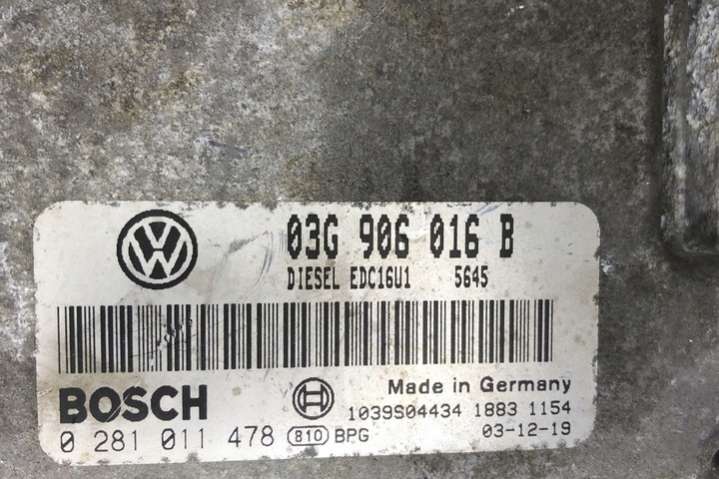 03G 906 016 B
DIESEL EDC16U1 5645
BOSCH
Made in Germany
1039S04434 1883 1154
0 281 011 478 810 BPG 03-12-19